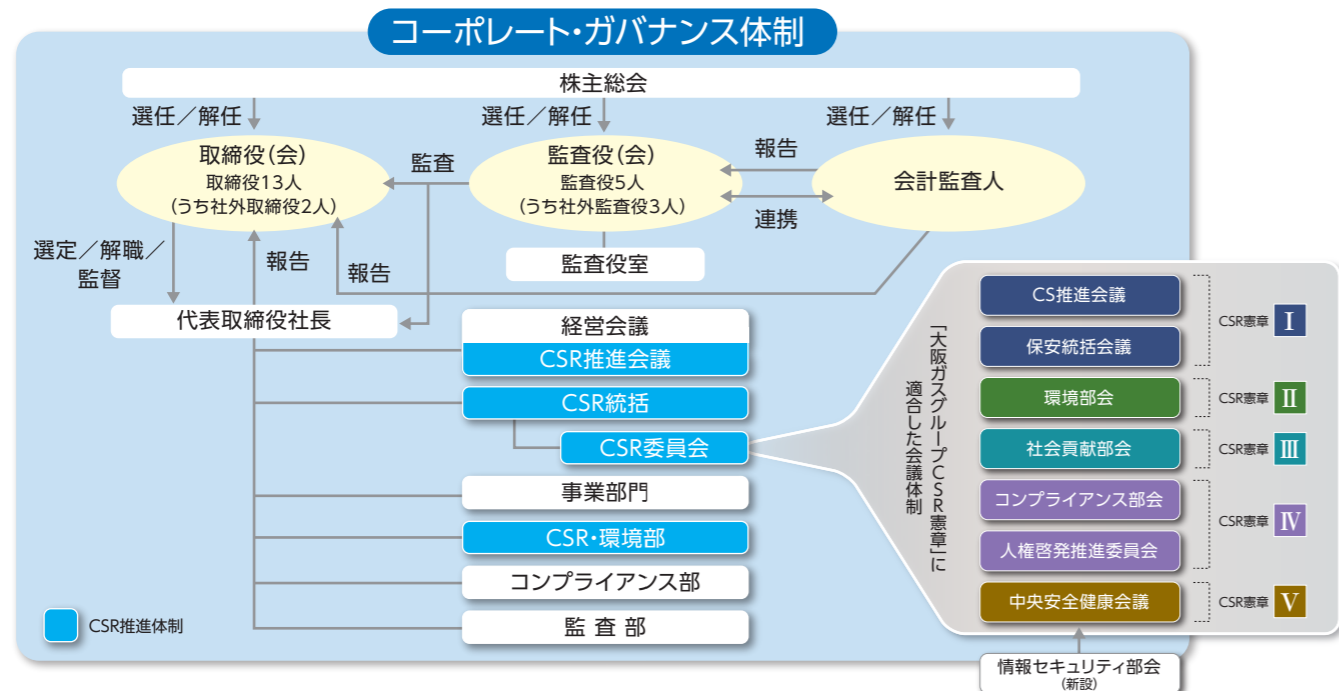 コーポレート・ガバナンス体制
株主総会
選任／解任
選任／解任
選任／解任
取締役(会)
取締役13人
(うち社外取締役2人)
監査
監査役(会)
監査役5人
(うち社外監査役3人)
報告
連携
会計監査人
選定／解職／
監督
報告
報告
監査役室
代表取締役社長
経営会議
CSR推進会議
CSR統括
CSR委員会
事業部門
CSR・環境部
コンプライアンス部
監査部
CSR推進体制
「大阪ガスグループCSR憲章」に
適合した会議体制
CS推進会議
保安統括会議
CSR憲章 Ⅰ
環境部会
CSR憲章 Ⅱ
社会貢献部会
CSR憲章 Ⅲ
コンプライアンス部会
人権啓発推進委員会
CSR憲章 Ⅳ
中央安全健康会議
CSR憲章 Ⅴ
情報セキュリティ部会
(新設)